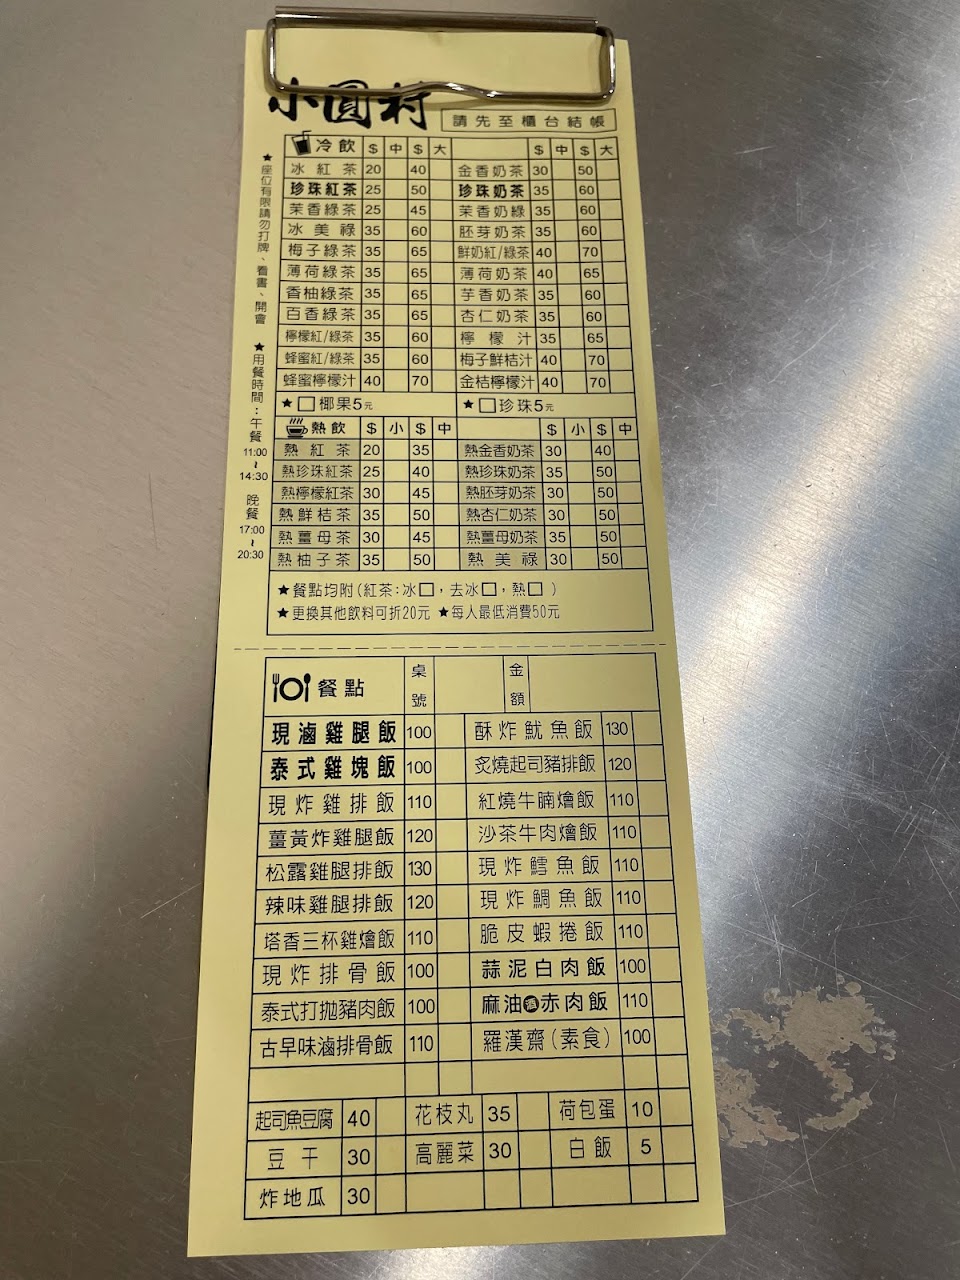 小圓村
請先至櫃台結帳
★座位有限請勿打牌、看書、開會
★用餐時間：午餐
11:00
~
14:30
晚餐
17:00
~
20:30
冷飲 $ 中 $ 大 $ 中 $ 大
冰紅茶 20 40 金香奶茶 30 50
珍珠紅茶 25 50 珍珠奶茶 35 60
茉香綠茶 25 45 茉香奶綠 35 60
冰美祿 35 60 胚芽奶茶 35 60
梅子綠茶 35 65 鮮奶紅/綠茶 40 70
薄荷綠茶 35 65 薄荷奶茶 40 65
香柚綠茶 35 65 芋香奶茶 35 60
百香綠茶 35 65 杏仁奶茶 35 60
檸檬紅/綠茶 35 60 檸檬汁 35 65
蜂蜜紅/綠茶 35 60 梅子鮮桔汁 40 70
蜂蜜檸檬汁 40 70 金桔檸檬汁 40 70
★□椰果5元 ★□珍珠5元
熱飲 $ 小 $ 中 $ 小 $ 中
熱紅茶 20 35 熱金香奶茶 30 40
熱珍珠紅茶 25 40 熱珍珠奶茶 35 50
熱檸檬紅茶 30 45 熱胚芽奶茶 30 50
熱鮮桔茶 35 50 熱杏仁奶茶 30 50
熱薑母茶 30 45 熱薑母奶茶 35 50
熱柚子茶 35 50 熱美祿 30 50
★餐點均附(紅茶:冰□，去冰□，熱□ )
★更換其他飲料可折20元 ★每人最低消費50元
餐點 桌號 金額
現滷雞腿飯 100 酥炸魷魚飯 130
泰式雞塊飯 100 炙燒起司豬排飯 120
現炸雞排飯 110 紅燒牛腩燴飯 110
薑黃炸雞腿飯 120 沙茶牛肉燴飯 110
松露雞腿排飯 130 現炸鱈魚飯 110
辣味雞腿排飯 120 現炸鯛魚飯 110
塔香三杯雞燴飯 110 脆皮蝦捲飯 110
現炸排骨飯 100 蒜泥白肉飯 100
泰式打拋豬肉飯 100 麻油酒赤肉飯 110
古早味滷排骨飯 110 羅漢齋(素食) 100
起司魚豆腐 40 花枝丸 35 荷包蛋 10
豆干 30 高麗菜 30 白飯 5
炸地瓜 30